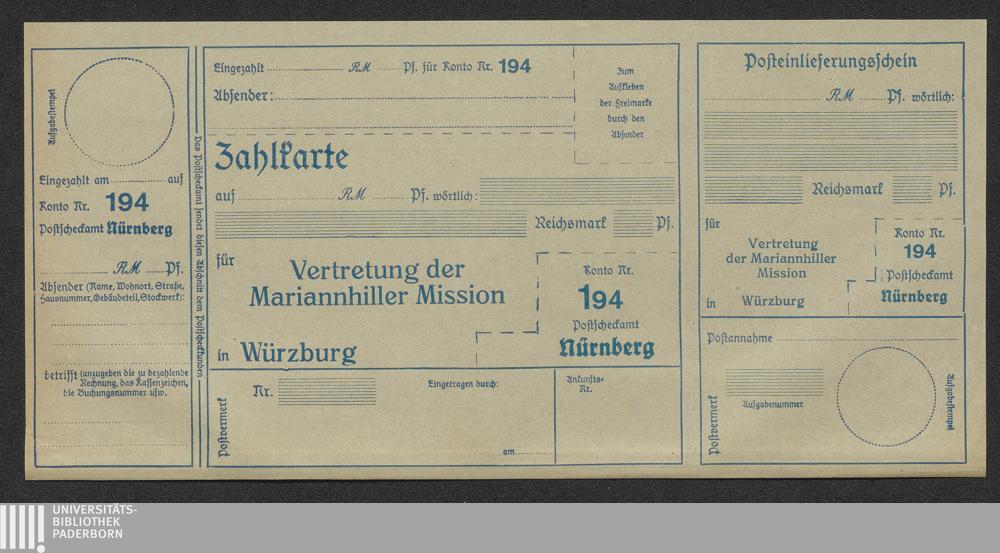 Aufgabestempel
Eingezahlt am ............ auf
Konto Nr. 194
Postscheckamt Nürnberg
............ RM ...... Pf.
Absender (Name, Wohnort, Straße,
Hausnummer, Gebäudeteil, Stockwerk):
betrifft (anzugeben die zu bezahlende
Rechnung, das Kassenzeichen,
die Buchungsnummer usw.
Das Postscheckamt sendet diesen Abschnitt dem Postscheckkunden
Eingezahlt ............ RM ...... Pf. für Konto Nr. 194
Absender:
Zum
Aufkleben
der Freimarke
durch den
Absender
Zahlkarte
auf ............ RM ...... Pf. wörtlich:
Reichsmark Pf.
für
Vertretung der
Mariannhiller Mission
in Würzburg
Konto Nr.
194
Postscheckamt
Nürnberg
Postvermerk
Nr.
Eingetragen durch:
am
Ankunfts-
Nr.
Posteinlieferungsschein
............ RM ...... Pf. wörtlich:
Reichsmark Pf.
für
Vertretung
der Mariannhiller
Mission
in Würzburg
Konto Nr.
194
Postscheckamt
Nürnberg
Postannahme
Postvermerk
Aufgabenummer
Aufgabestempel
UNIVERSITÄTS-
BIBLIOTHEK
PADERBORN